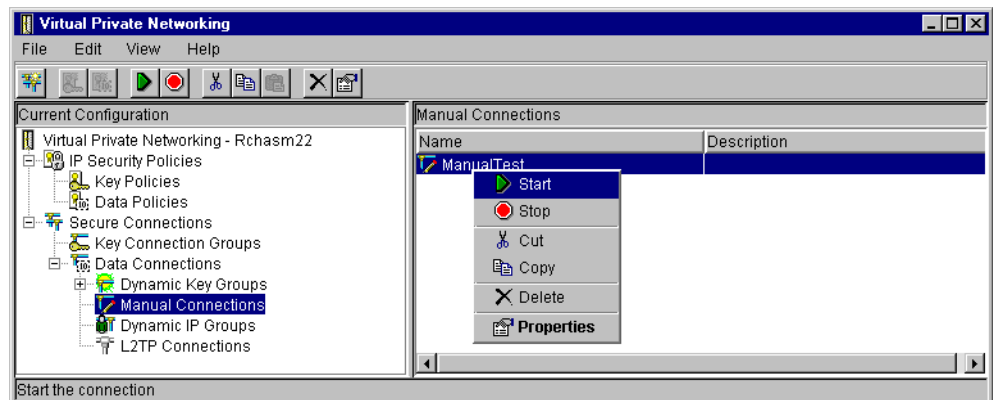 Virtual Private Networking
File Edit View Help
Current Configuration
Virtual Private Networking - Rchasm22
IP Security Policies
Key Policies
Data Policies
Secure Connections
Key Connection Groups
Data Connections
Dynamic Key Groups
Manual Connections
Dynamic IP Groups
L2TP Connections
Manual Connections
Name Description
ManualTest
Start
Stop
Cut
Copy
Delete
Properties
Start the connection